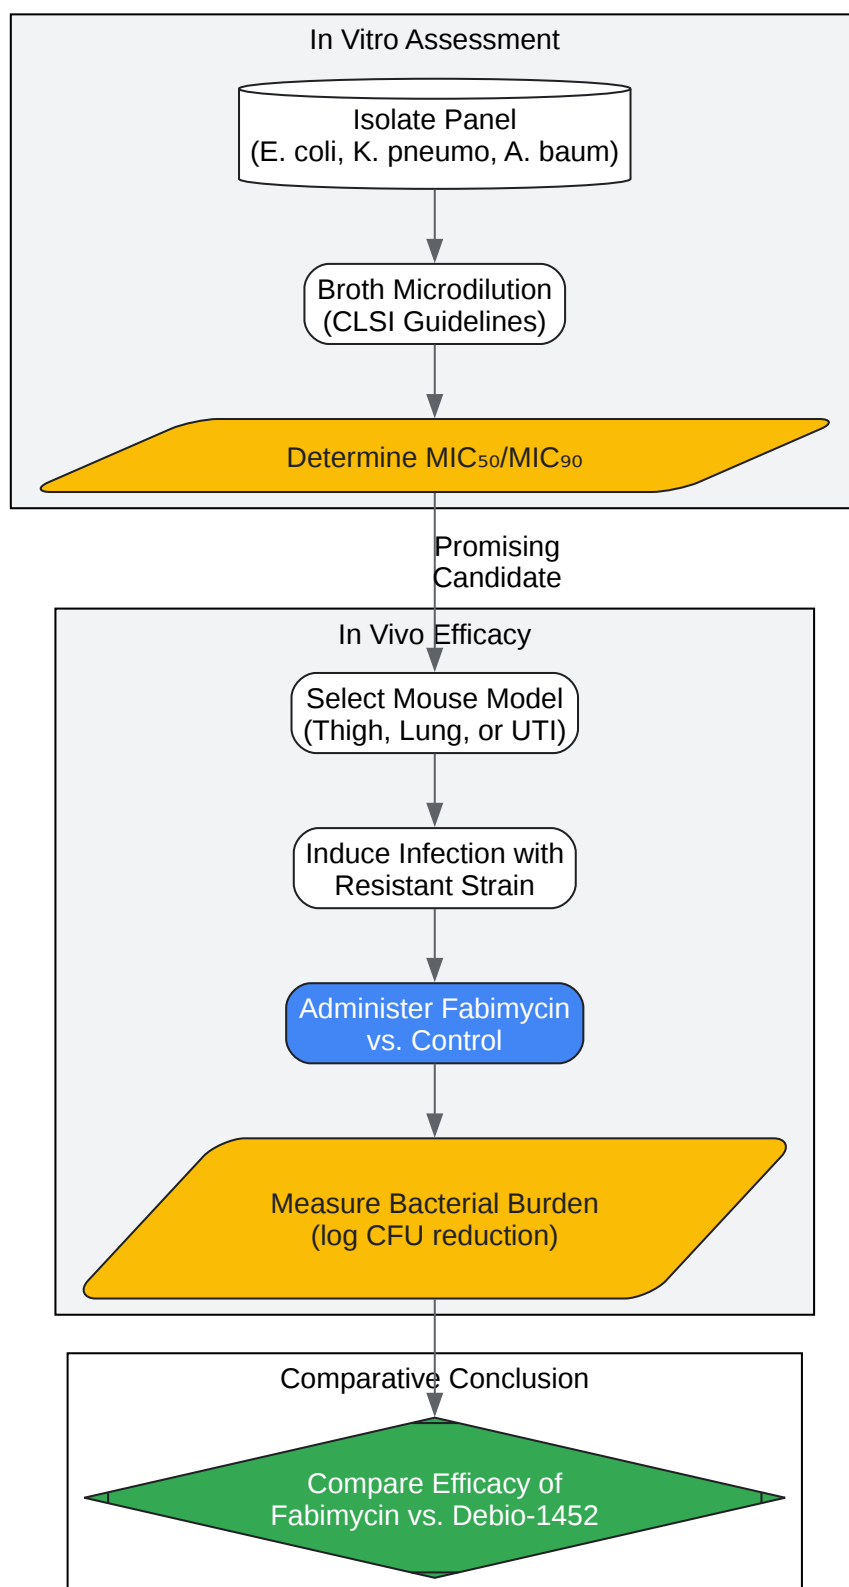 In Vitro Assessment
Isolate Panel
(E. coli, K. pneumo, A. baum)
Broth Microdilution
(CLSI Guidelines)
Determine MIC₅₀/MIC₉₀
Promising
Candidate
In Vivo Efficacy
Select Mouse Model
(Thigh, Lung, or UTI)
Induce Infection with
Resistant Strain
Administer Fabimycin
vs. Control
Measure Bacterial Burden
(log CFU reduction)
Comparative Conclusion
Compare Efficacy of
Fabimycin vs. Debio-1452